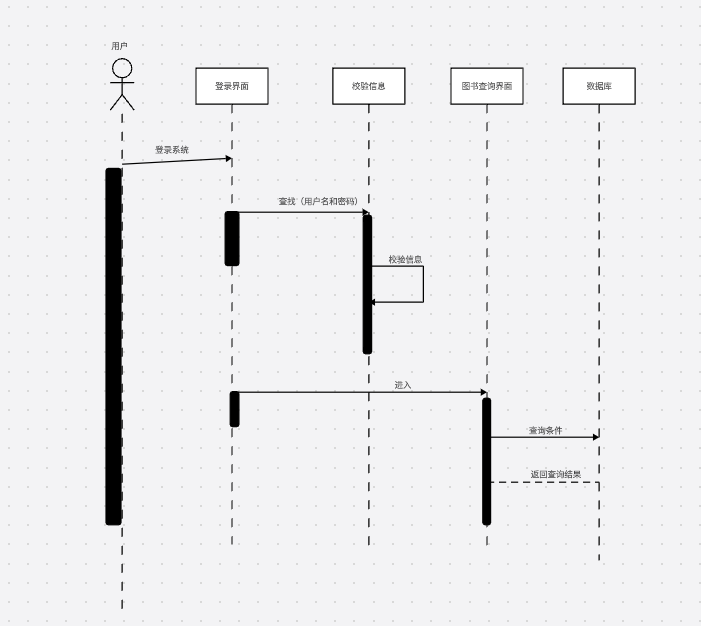 用户
登录界面
校验信息
图书查询界面
数据库
登录系统
查找（用户名和密码）
校验信息
进入
查询条件
返回查询结果